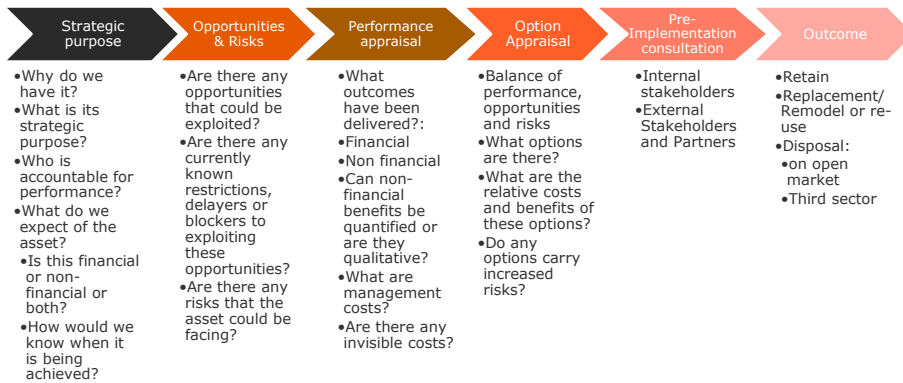 Strategic
purpose
•Why do we
have it?
•What is its
strategic
purpose?
•Who is
accountable for
performance?
•What do we
expect of the
asset?
•Is this financial
or non-
financial or
both?
•How would we
know when it
is being
achieved?
Opportunities
& Risks
•Are there any
opportunities
that could be
exploited?
•Are there any
currently
known
restrictions,
delayers or
blockers to
exploiting
these
opportunities?
•Are there any
risks that the
asset could be
facing?
Performance
appraisal
•What
outcomes
have been
delivered?:
•Financial
•Non financial
•Can non-
financial
benefits be
quantified or
are they
qualitative?
•What are
management
costs?
•Are there any
invisible costs?
Option
Appraisal
•Balance of
performance,
opportunities
and risks
•What options
are there?
•What are the
relative costs
and benefits of
these options?
•Do any
options carry
increased
risks?
Pre-
Implementation
consultation
•Internal
stakeholders
•External
Stakeholders
and Partners
Outcome
•Retain
•Replacement/
Remodel or re-
use
•Disposal:
•on open
market
•Third sector